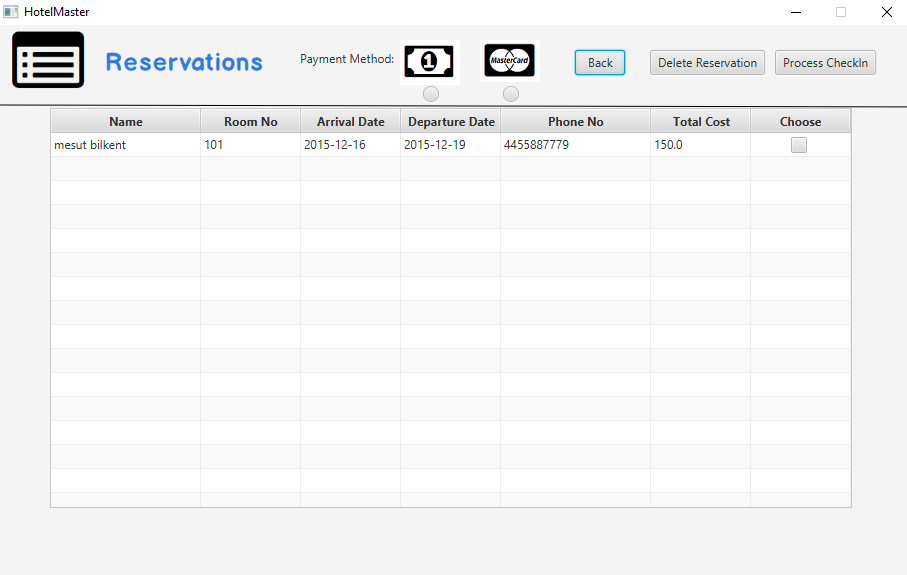 HotelMaster
Reservations
Payment Method:
1
MasterCard
Back
Delete Reservation
Process CheckIn
Name Room No Arrival Date Departure Date Phone No Total Cost Choose
mesut bilkent 101 2015-12-16 2015-12-19 4455887779 150.0